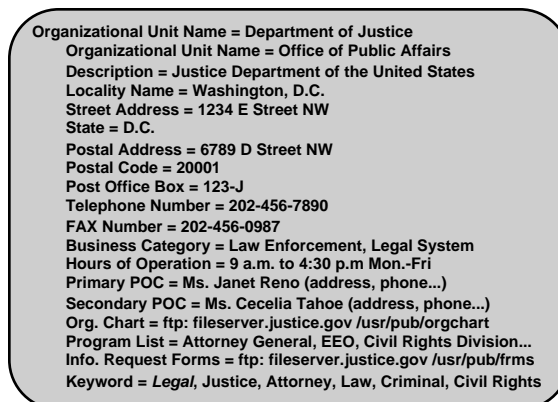 Organizational Unit Name = Department of Justice
Organizational Unit Name = Office of Public Affairs
Description = Justice Department of the United States
Locality Name = Washington, D.C.
Street Address = 1234 E Street NW
State = D.C.
Postal Address = 6789 D Street NW
Postal Code = 20001
Post Office Box = 123-J
Telephone Number = 202-456-7890
FAX Number = 202-456-0987
Business Category = Law Enforcement, Legal System
Hours of Operation = 9 a.m. to 4:30 p.m Mon.-Fri
Primary POC = Ms. Janet Reno (address, phone...)
Secondary POC = Ms. Cecelia Tahoe (address, phone...)
Org. Chart = ftp: fileserver.justice.gov /usr/pub/orgchart
Program List = Attorney General, EEO, Civil Rights Division...
Info. Request Forms = ftp: fileserver.justice.gov /usr/pub/frms
Keyword = Legal, Justice, Attorney, Law, Criminal, Civil Rights